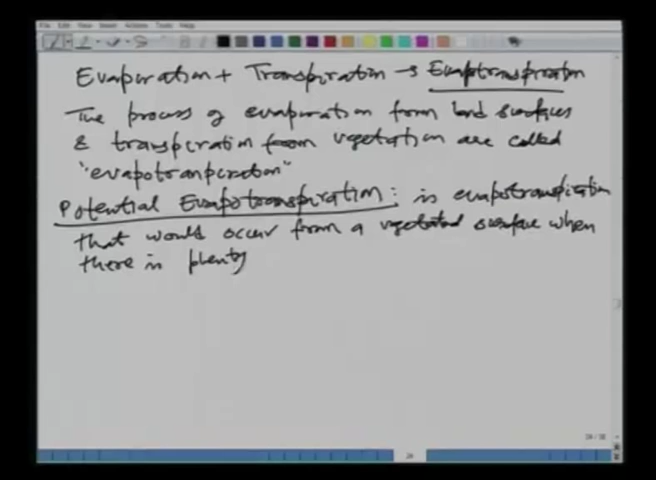 Evaporation + Transpiration → Evapotranspiration
The process of evaporation from land surfaces
& transpiration from vegetation are called
"evapotranspiration"
Potential Evapotranspiration: is evapotranspiration
that would occur from a vegetated surface when
there is plenty